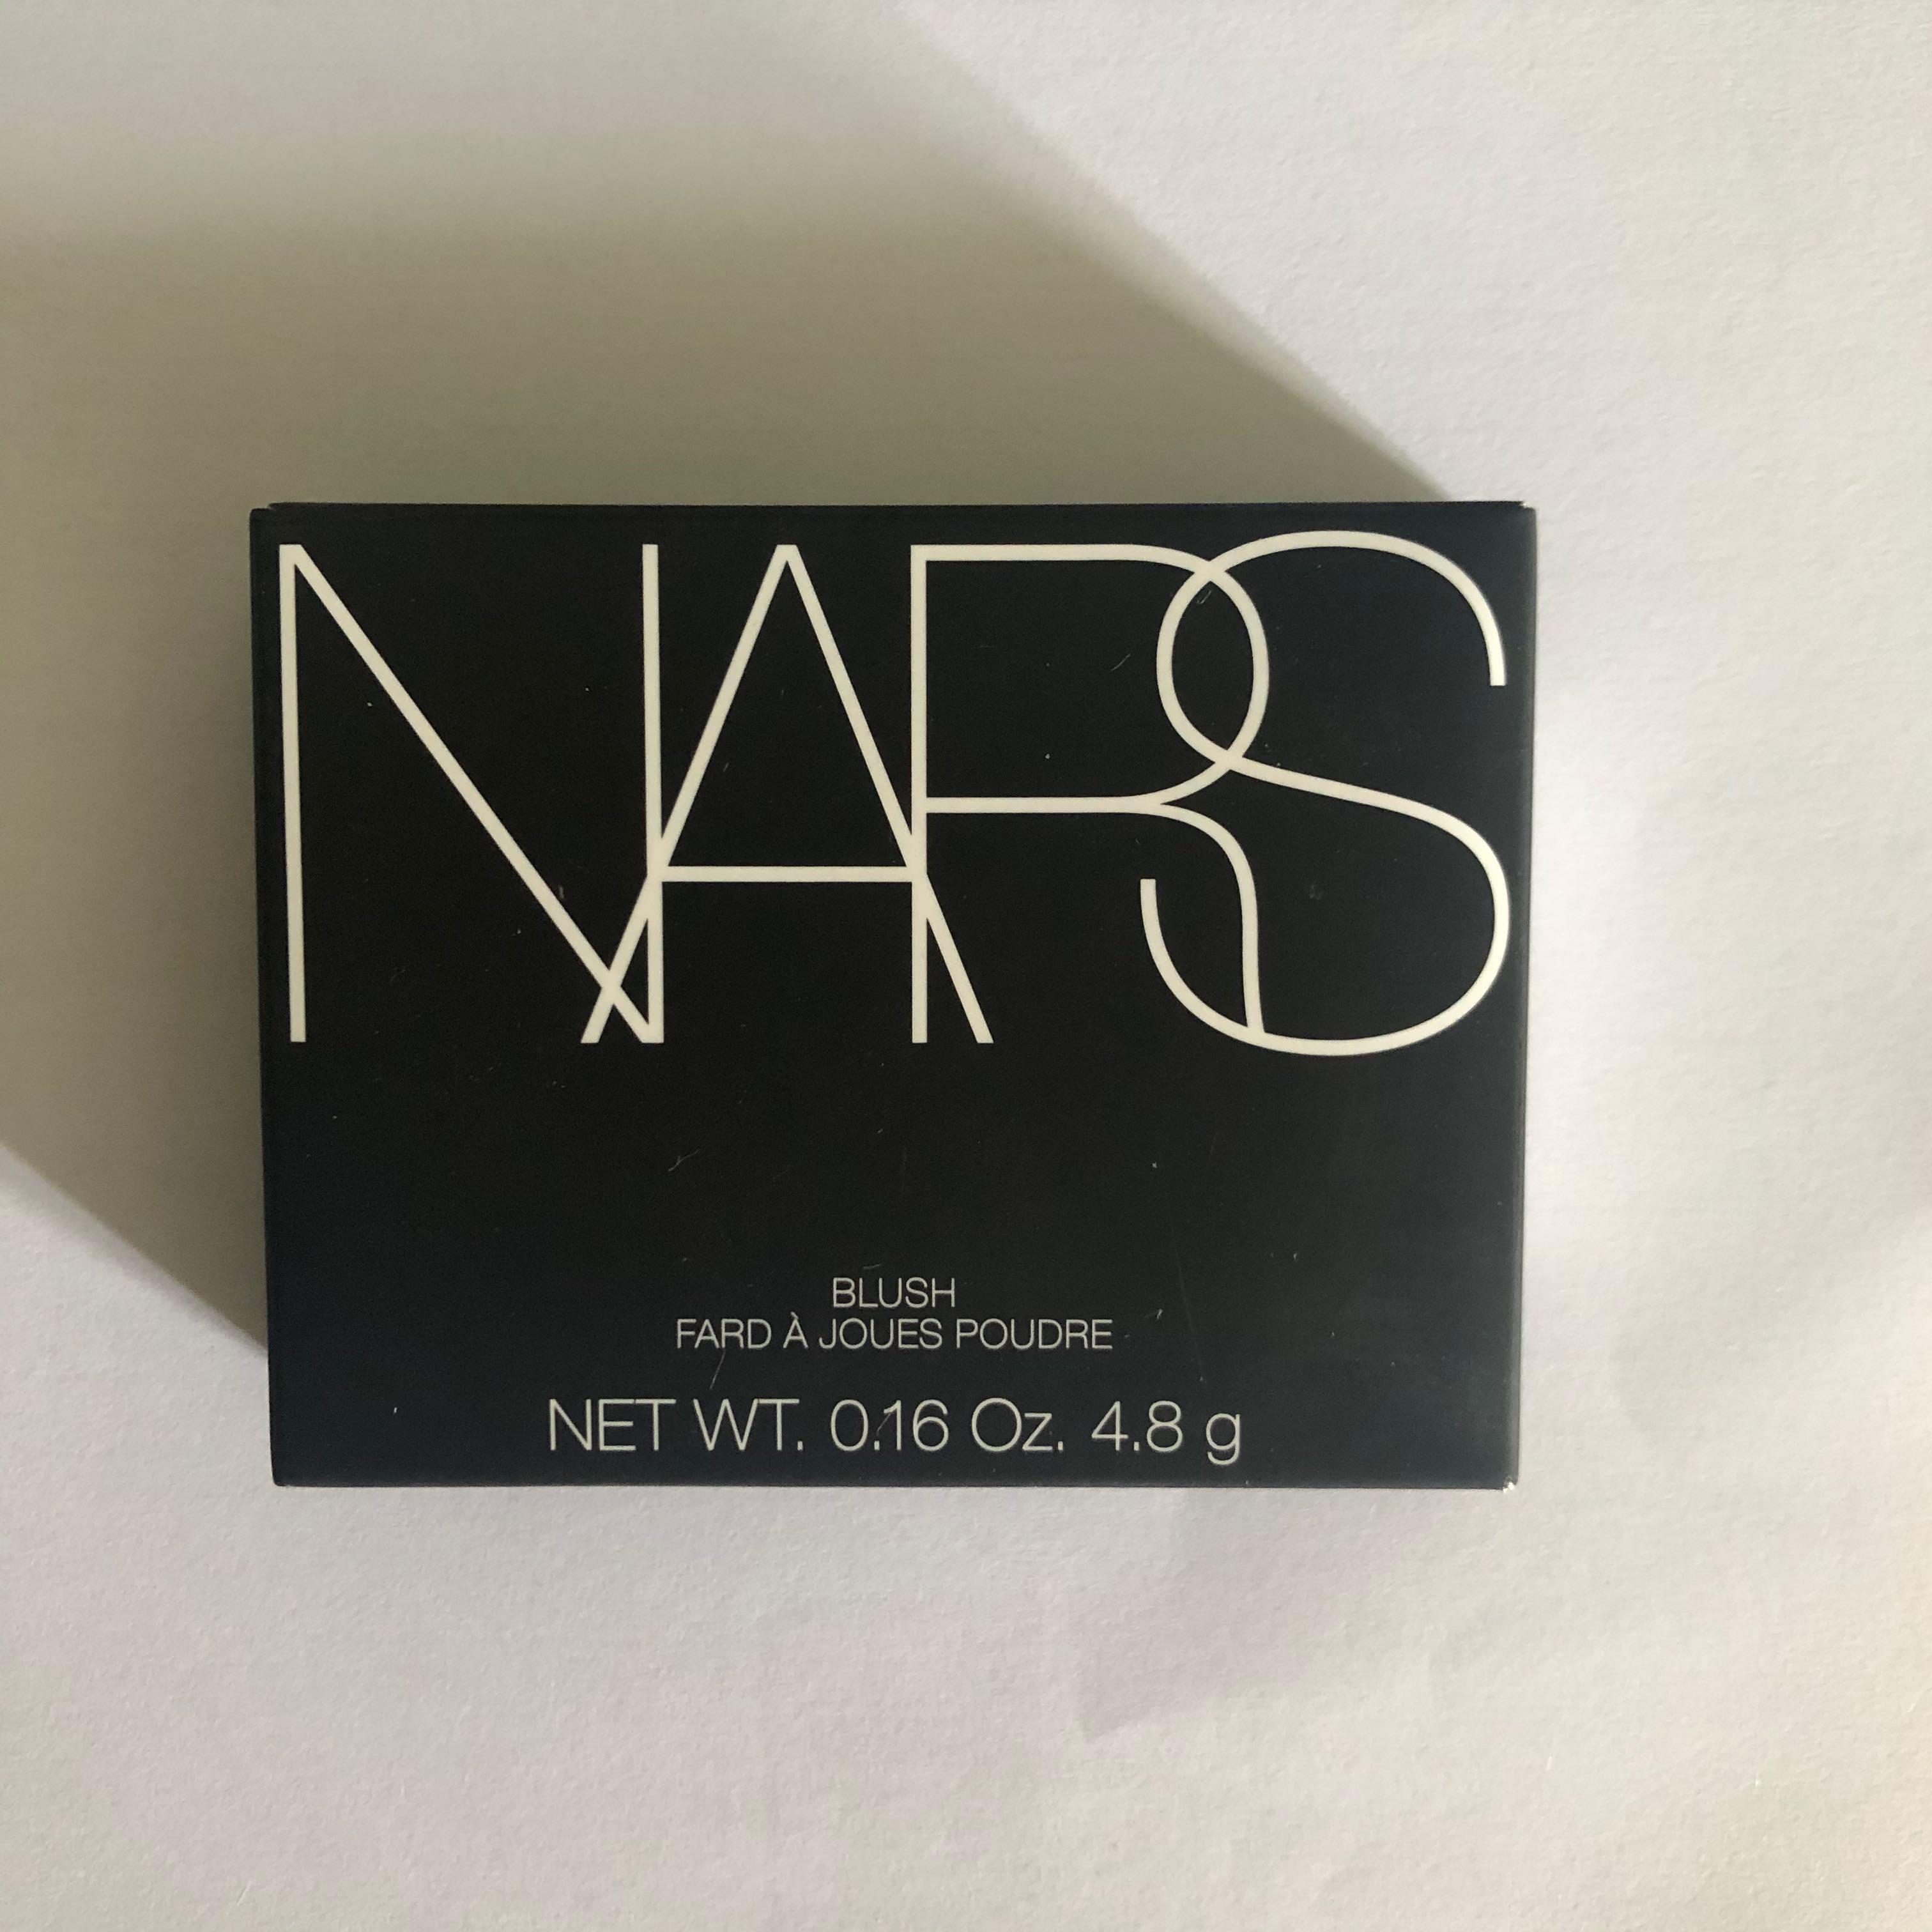 NARS
BLUSH
FARD À JOUES POUDRE
NET WT. 0.16 Oz. 4.8 g